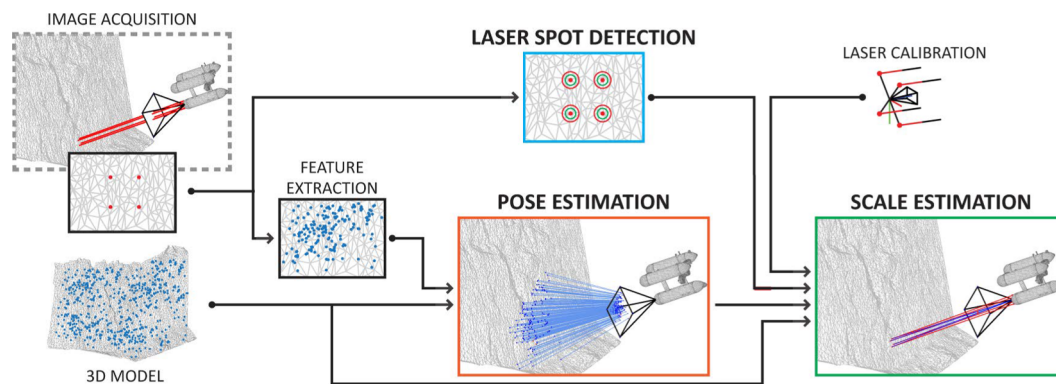 IMAGE ACQUISITION
LASER SPOT DETECTION
LASER CALIBRATION
FEATURE
EXTRACTION
POSE ESTIMATION
SCALE ESTIMATION
3D MODEL